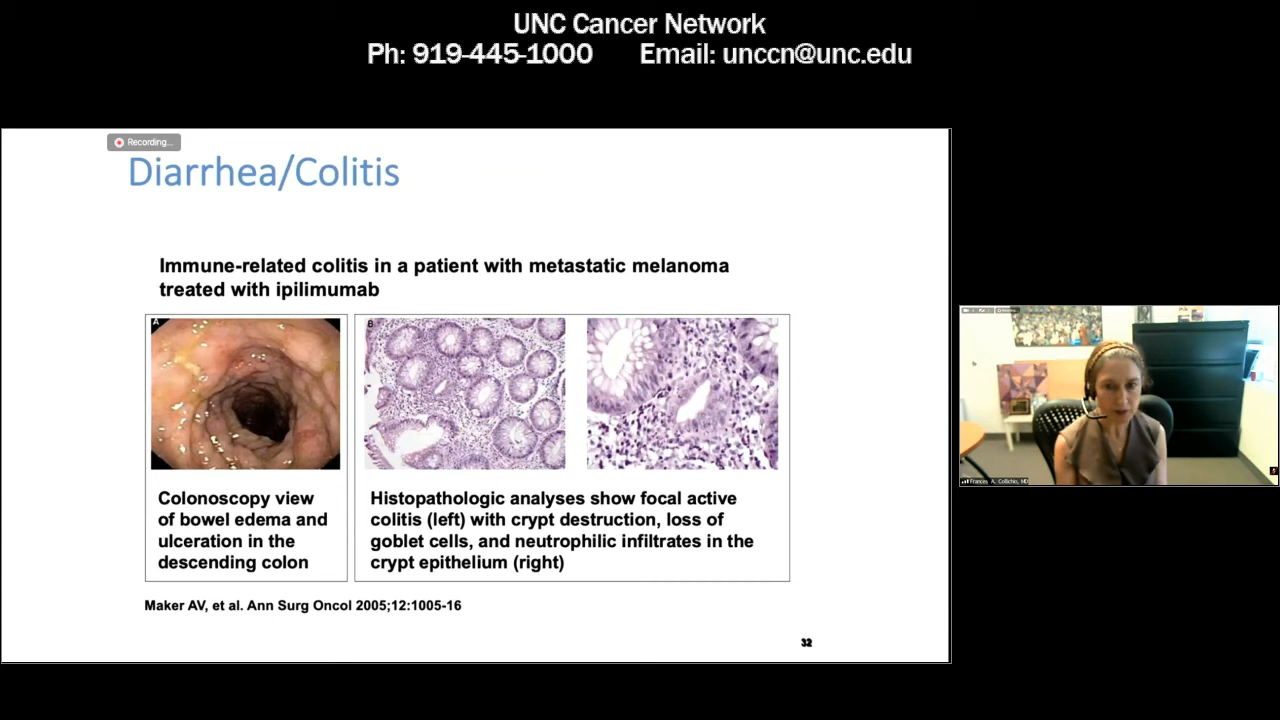 UNC Cancer Network
Ph: 919-445-1000 Email: unccn@unc.edu
Recording...
Diarrhea/Colitis
Immune-related colitis in a patient with metastatic melanoma
treated with ipilimumab
A
B
Colonoscopy view
of bowel edema and
ulceration in the
descending colon
Histopathologic analyses show focal active
colitis (left) with crypt destruction, loss of
goblet cells, and neutrophilic infiltrates in the
crypt epithelium (right)
Maker AV, et al. Ann Surg Oncol 2005;12:1005-16
32
Frances A. Collichio, MD